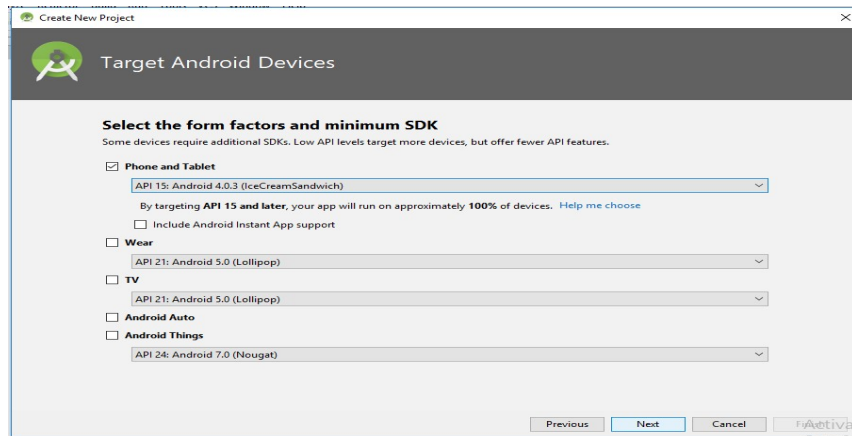 Create New Project
Target Android Devices
Select the form factors and minimum SDK
Some devices require additional SDKs. Low API levels target more devices, but offer fewer API features.
Phone and Tablet
API 15: Android 4.0.3 (IceCreamSandwich)
By targeting API 15 and later, your app will run on approximately 100% of devices. Help me choose
Include Android Instant App support
Wear
API 21: Android 5.0 (Lollipop)
TV
API 21: Android 5.0 (Lollipop)
Android Auto
Android Things
API 24: Android 7.0 (Nougat)
Previous Next Cancel